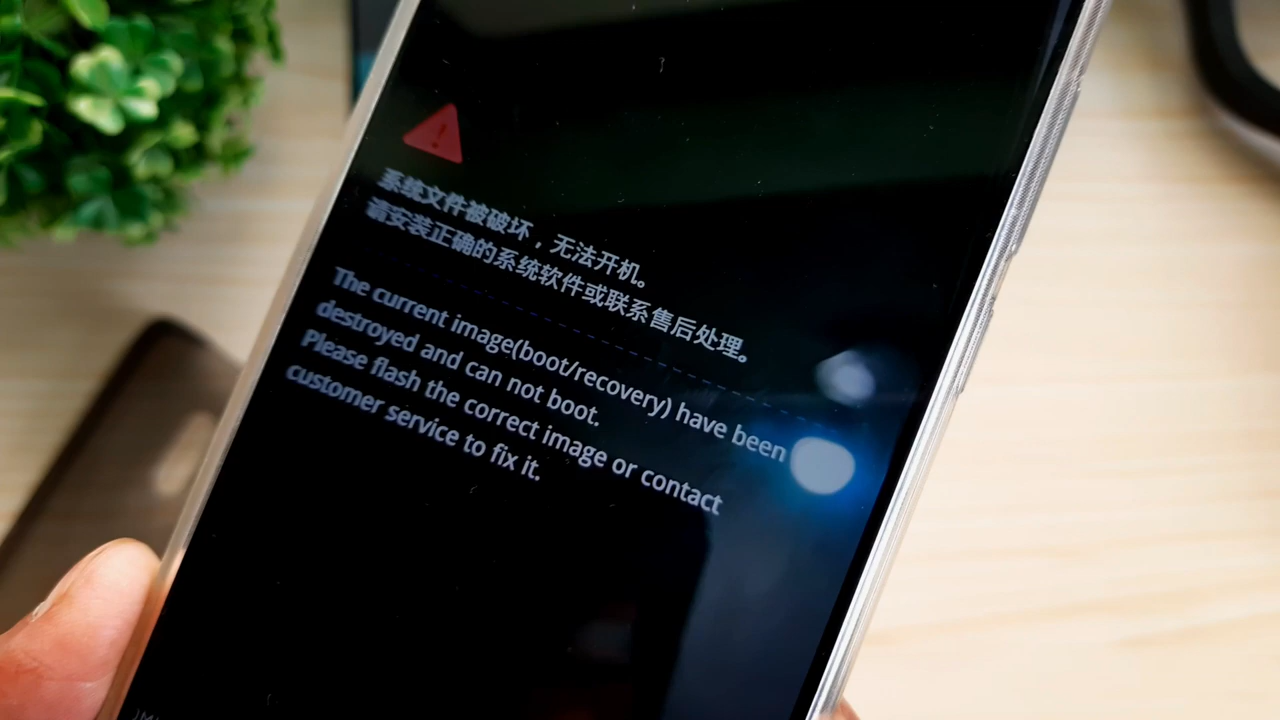 系统文件被破坏，无法开机。
请安装正确的系统软件或联系售后处理。
The current image(boot/recovery) have been
destroyed and can not boot.
Please flash the correct image or contact
customer service to fix it.